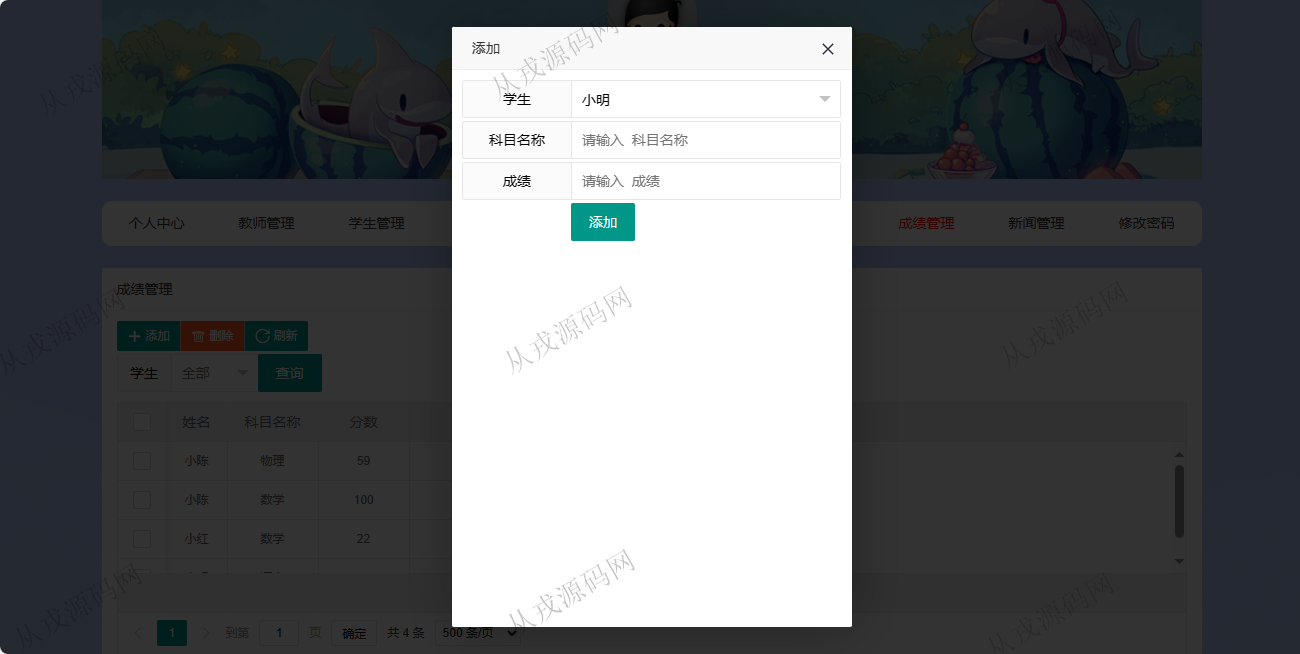 添加
学生 小明
科目名称 请输入 科目名称
成绩 请输入 成绩
添加
个人中心 教师管理 学生管理 成绩管理 新闻管理 修改密码
成绩管理
添加 删除 刷新
学生 全部 查询
姓名 科目名称 分数
小陈 物理 59
小陈 数学 100
小红 数学 22
1 到第 1 页 确定 共 4 条 500 条/页
从戎源码网
从戎源码网
从戎源码网
从戎源码网
从戎源码网
从戎源码网
从戎源码网